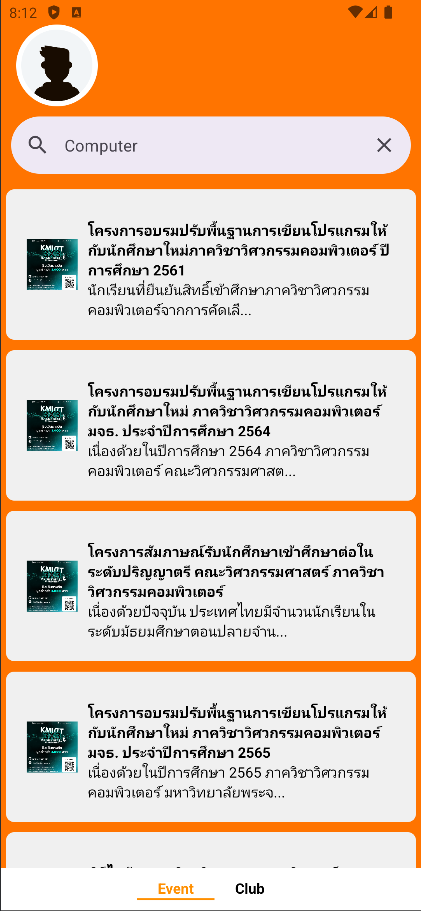 8:12
Computer
โครงการอบรมปรับพื้นฐานการเขียนโปรแกรมให้
กับนักศึกษาใหม่ภาควิชาวิศวกรรมคอมพิวเตอร์ ปี
การศึกษา 2561
นักเรียนที่ยืนยันสิทธิ์เข้าศึกษาภาควิชาวิศวกรรม
คอมพิวเตอร์จากการคัดเลื...
KMUTT
โครงการอบรมปรับพื้นฐานการเขียนโปรแกรมให้
กับนักศึกษาใหม่ ภาควิชาวิศวกรรมคอมพิวเตอร์
มจธ. ประจำปีการศึกษา 2564
เนื่องด้วยในปีการศึกษา 2564 ภาควิชาวิศวกรรม
คอมพิวเตอร์ คณะวิศวกรรมศาสต...
KMUTT
โครงการสัมภาษณ์รับนักศึกษาเข้าศึกษาต่อใน
ระดับปริญญาตรี คณะวิศวกรรมศาสตร์ ภาควิชา
วิศวกรรมคอมพิวเตอร์
เนื่องด้วยปัจจุบัน ประเทศไทยมีจำนวนนักเรียนใน
ระดับมัธยมศึกษาตอนปลายจำน...
KMUTT
โครงการอบรมปรับพื้นฐานการเขียนโปรแกรมให้
กับนักศึกษาใหม่ ภาควิชาวิศวกรรมคอมพิวเตอร์
มจธ. ประจำปีการศึกษา 2565
เนื่องด้วยในปีการศึกษา 2565 ภาควิชาวิศวกรรม
คอมพิวเตอร์ มหาวิทยาลัยพระจ...
KMUTT
Event
Club